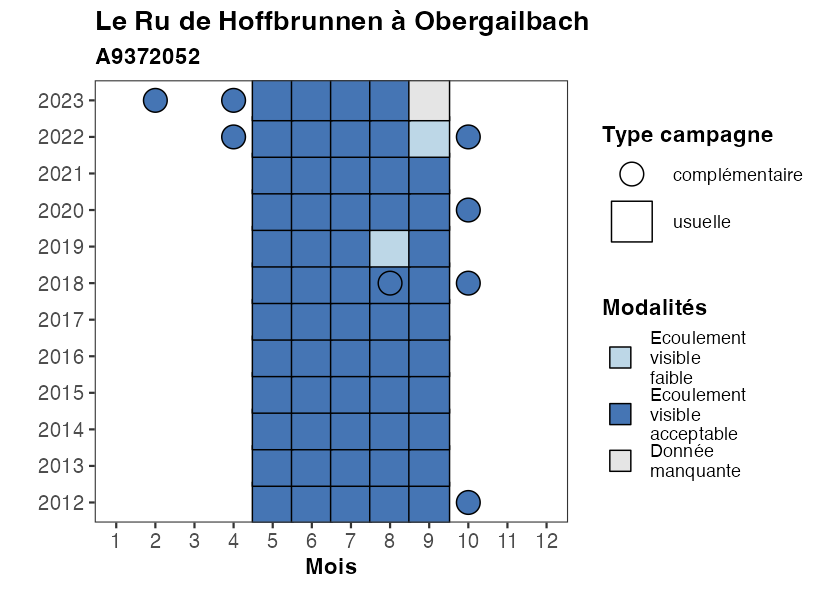 Le Ru de Hoffbrunnen à Obergailbach
A9372052
2023
2022
2021
2020
2019
2018
2017
2016
2015
2014
2013
2012
1 2 3 4 5 6 7 8 9 10 11 12
Mois
Type campagne
complémentaire
usuelle
Modalités
Ecoulement
visible
faible
Ecoulement
visible
acceptable
Donnée
manquante